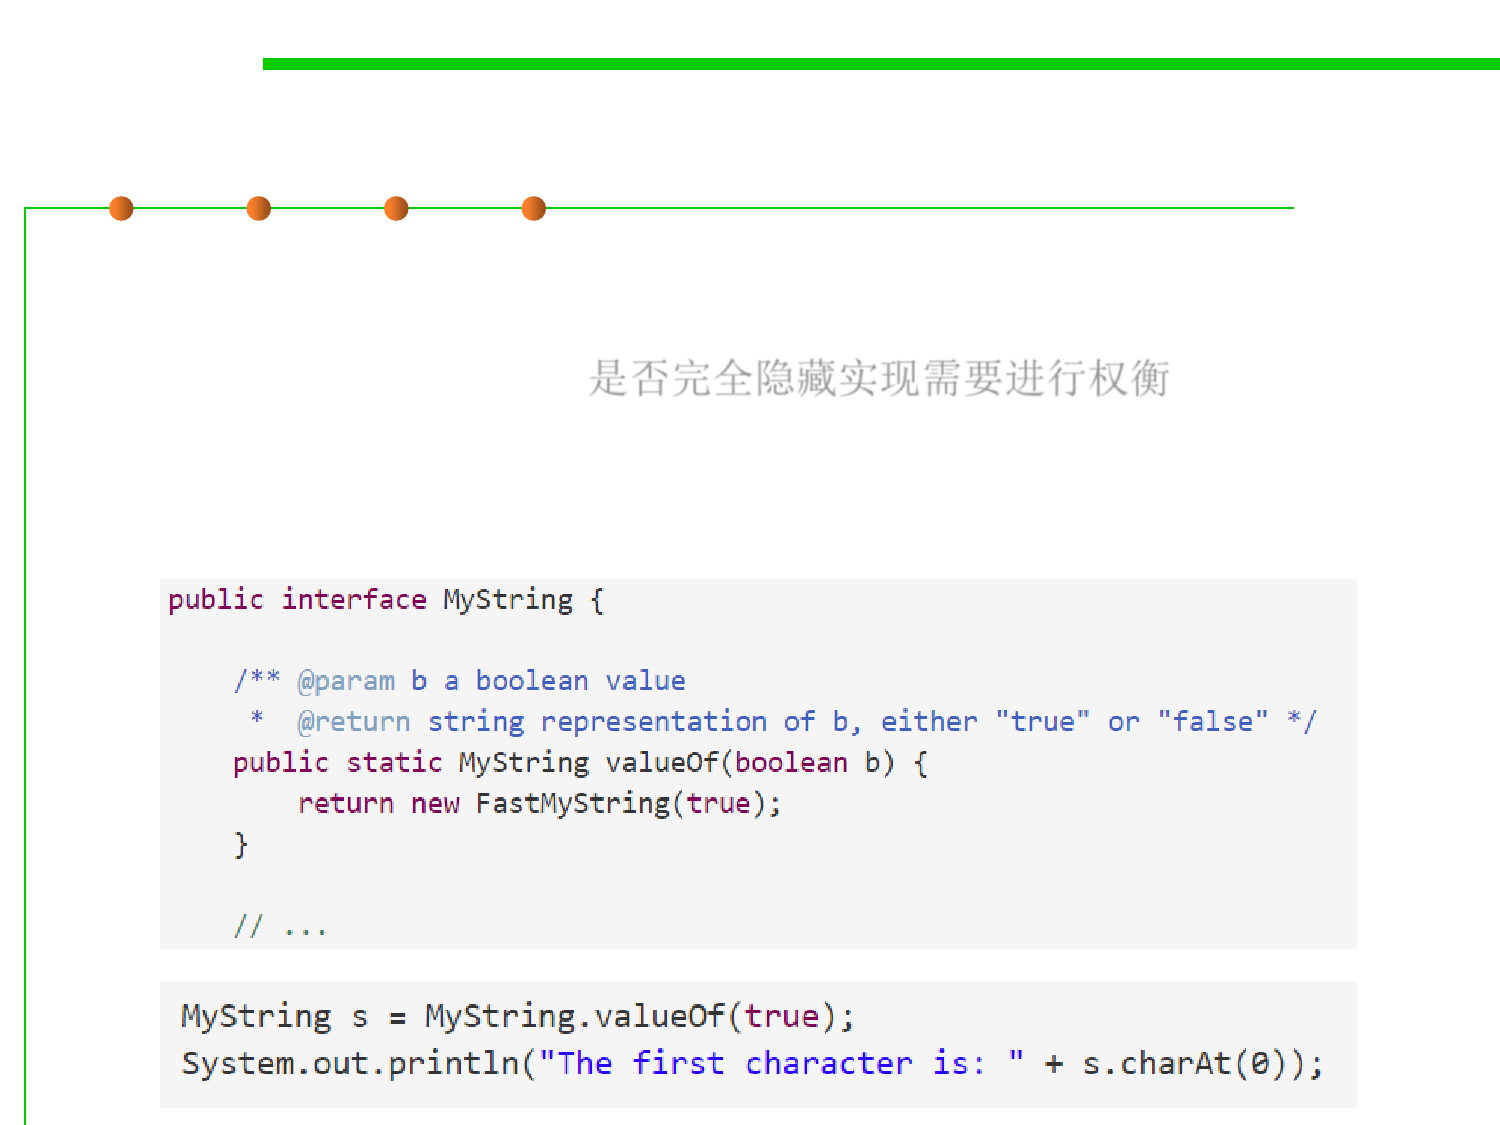 是否完全隐藏实现需要进行权衡
public interface MyString {
/** @param b a boolean value
* @return string representation of b, either "true" or "false" */
public static MyString valueOf(boolean b) {
return new FastMyString(true);
}
// ...
MyString s = MyString.valueOf(true);
System.out.println("The first character is: " + s.charAt(0));